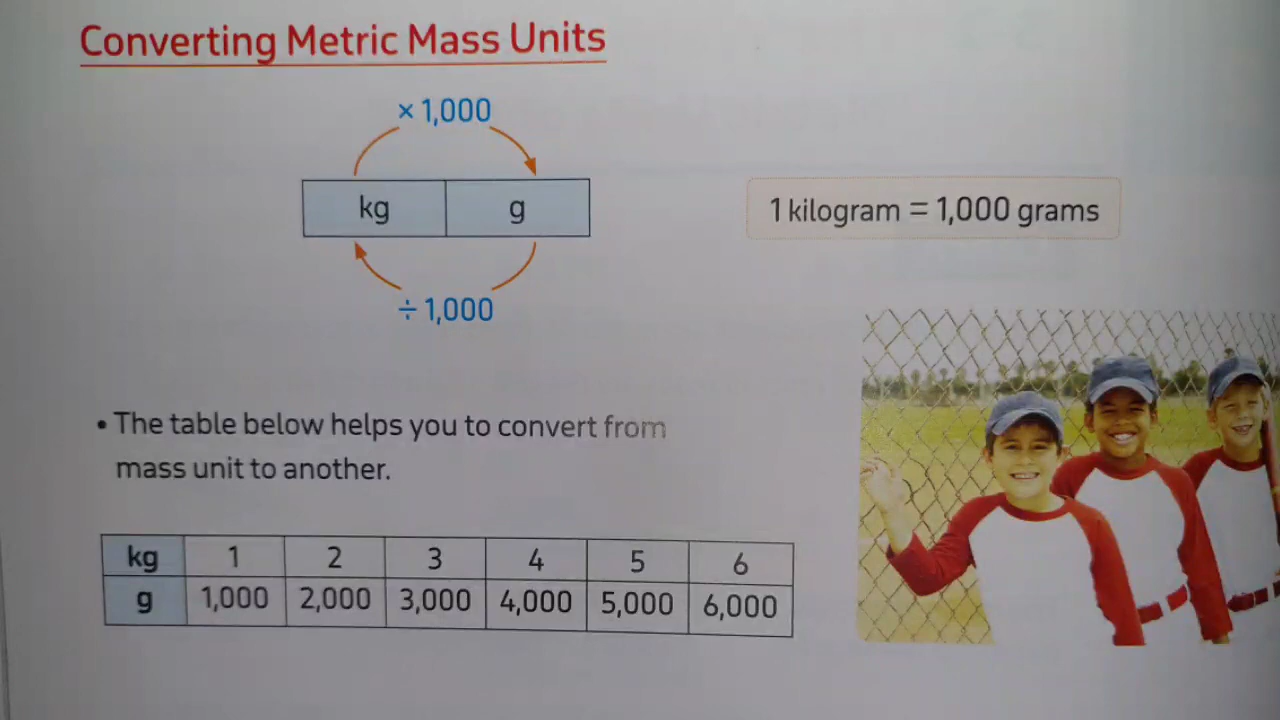 Converting Metric Mass Units
× 1,000
kg g
1 kilogram = 1,000 grams
÷ 1,000
• The table below helps you to convert from
mass unit to another.
kg 1 2 3 4 5 6
g 1,000 2,000 3,000 4,000 5,000 6,000